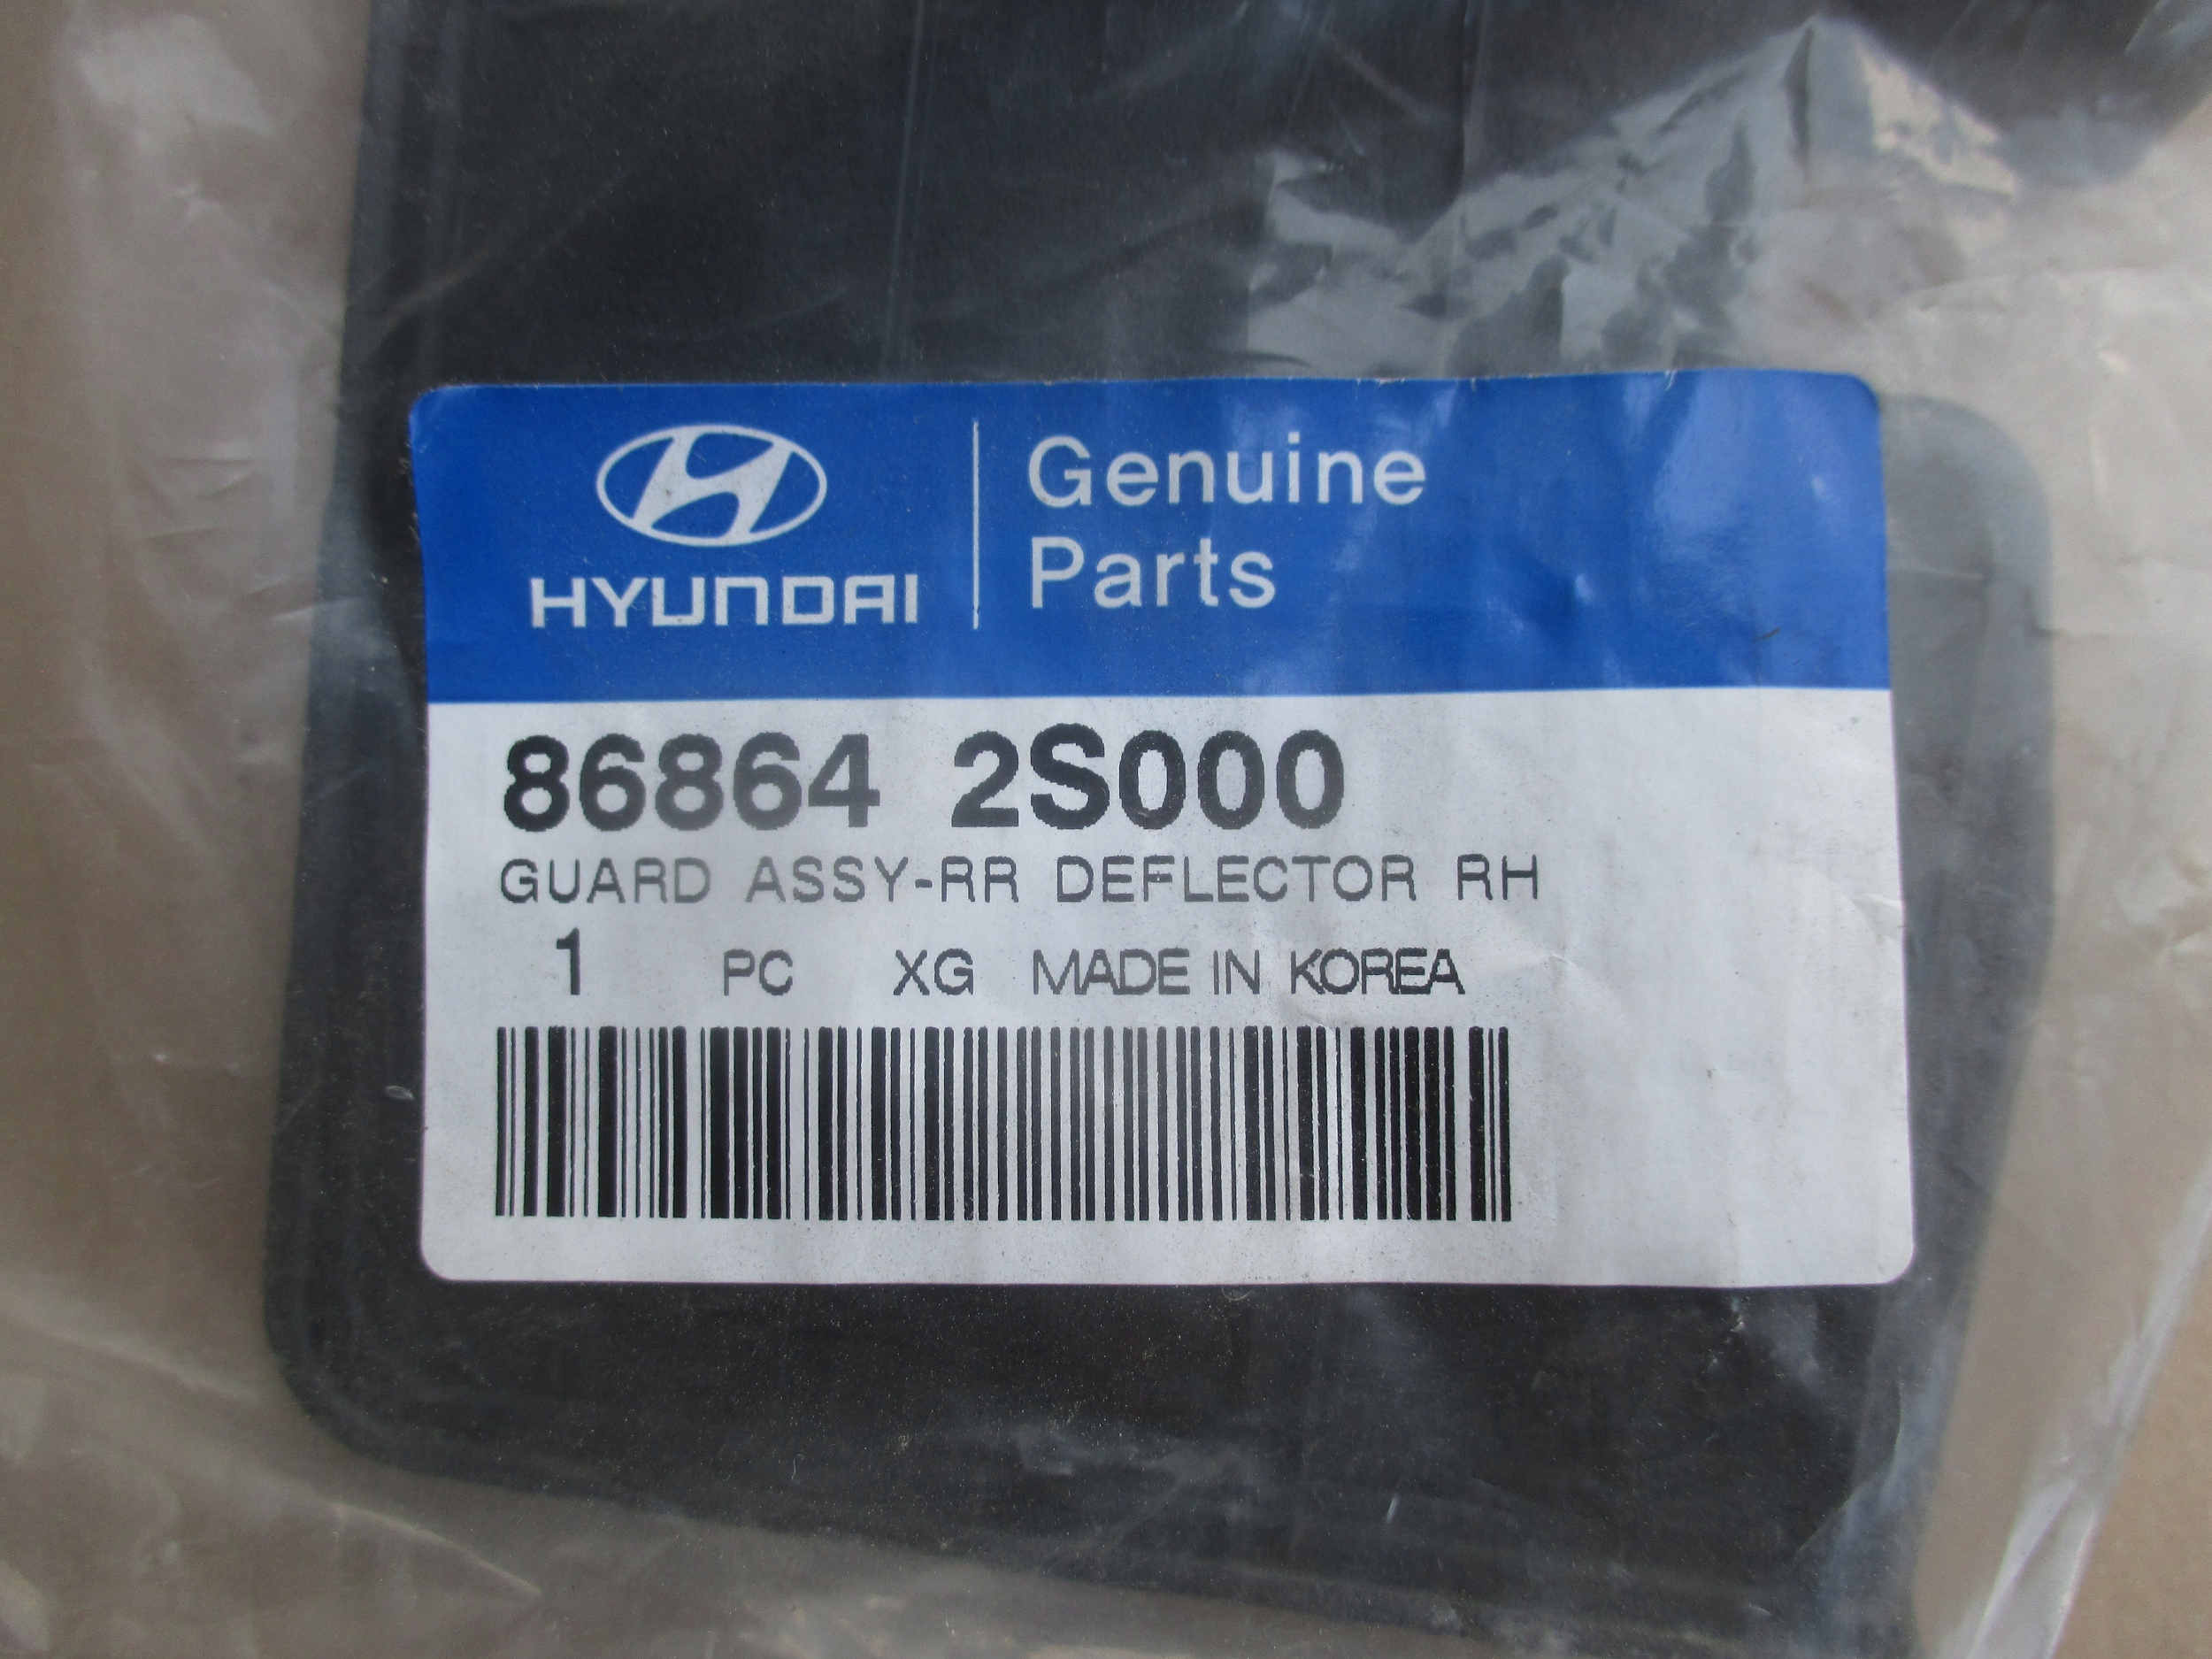 HYUNDAI
Genuine
Parts
86864 2S000
GUARD ASSY-RR DEFLECTOR RH
1 PC XG MADE IN KOREA